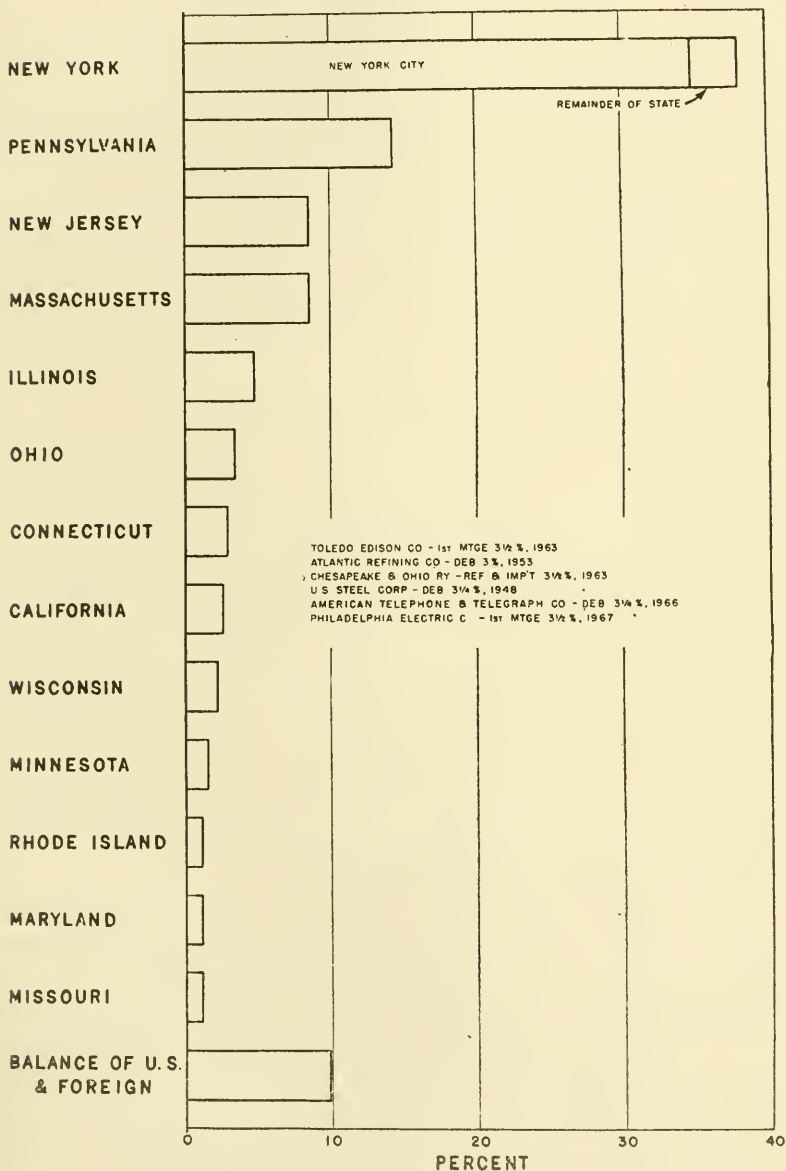 NEW YORK
NEW YORK CITY
REMAINDER OF STATE
PENNSYLVANIA
NEW JERSEY
MASSACHUSETTS
ILLINOIS
OHIO
CONNECTICUT
TOLEDO EDISON CO - 1ST MTGE 3½ %, 1963
ATLANTIC REFINING CO - DEB 3%, 1953
CHESAPEAKE & OHIO RY - REF & IMP'T 3½%, 1963
U S STEEL CORP - DEB 3¼ %, 1948
AMERICAN TELEPHONE & TELEGRAPH CO - DEB 3¼ %, 1966
PHILADELPHIA ELECTRIC C - 1ST MTGE 3½ %, 1967
CALIFORNIA
WISCONSIN
MINNESOTA
RHODE ISLAND
MARYLAND
MISSOURI
BALANCE OF U.S.
& FOREIGN
0 10 20 30 40
PERCENT